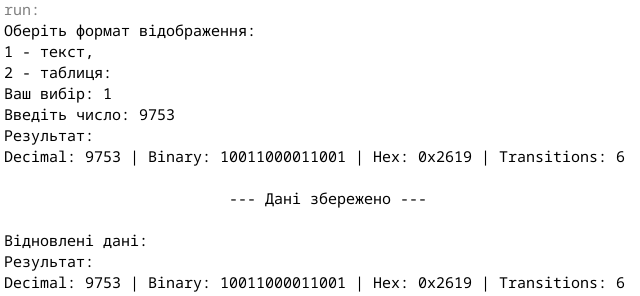 run:
Оберіть формат відображення:
1 - текст,
2 - таблиця:
Ваш вибір: 1
Введіть число: 9753
Результат:
Decimal: 9753 | Binary: 10011000011001 | Hex: 0x2619 | Transitions: 6
--- Дані збережено ---
Відновлені дані:
Результат:
Decimal: 9753 | Binary: 10011000011001 | Hex: 0x2619 | Transitions: 6